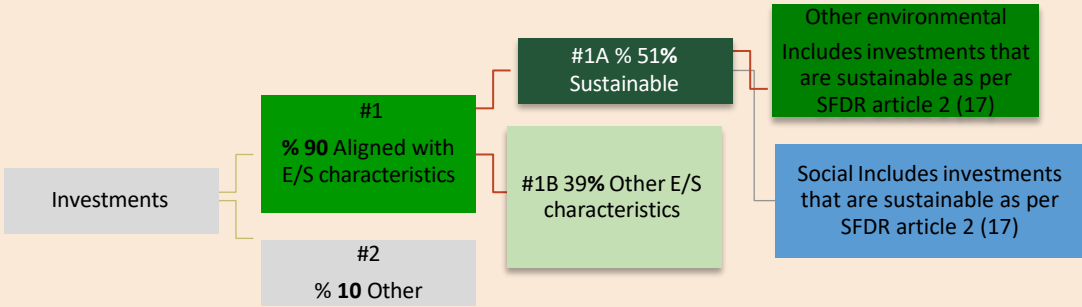 Investments
#1
% 90 Aligned with
E/S characteristics
#2
% 10 Other
#1A % 51%
Sustainable
#1B 39% Other E/S
characteristics
Other environmental
Includes investments that
are sustainable as per
SFDR article 2 (17)
Social Includes investments
that are sustainable as per
SFDR article 2 (17)